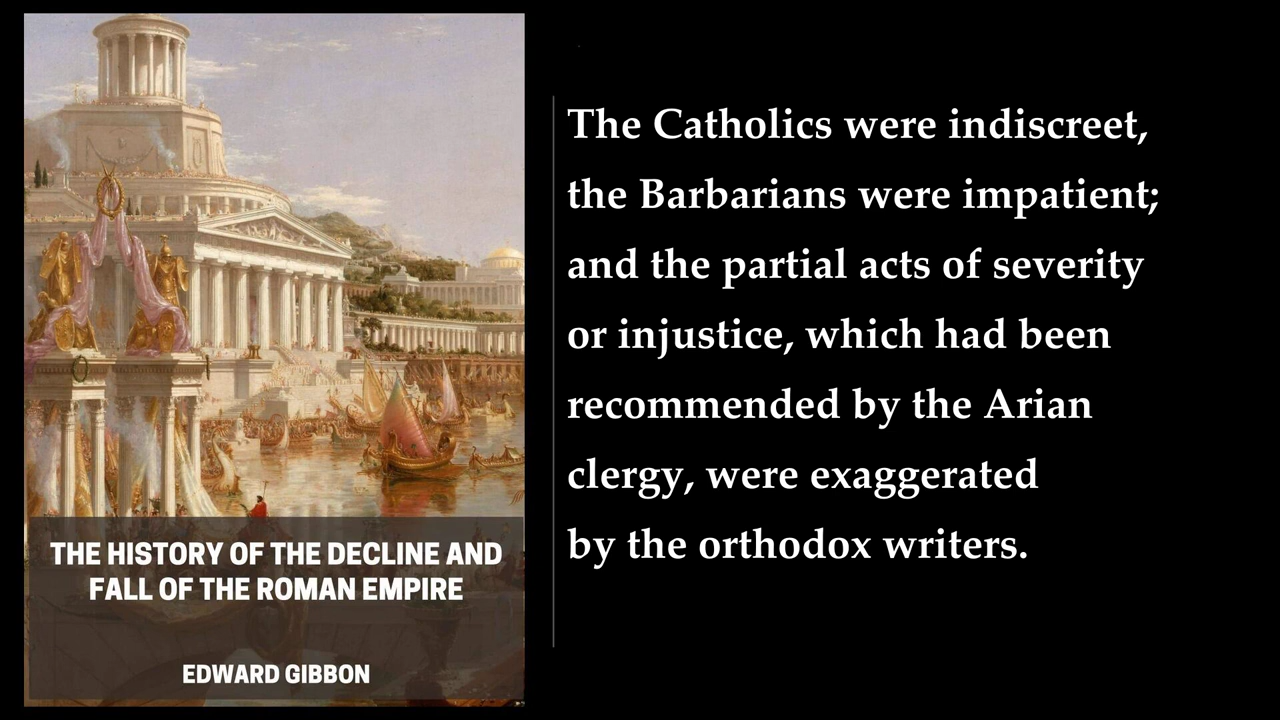 THE HISTORY OF THE DECLINE AND
FALL OF THE ROMAN EMPIRE
EDWARD GIBBON
The Catholics were indiscreet,
the Barbarians were impatient;
and the partial acts of severity
or injustice, which had been
recommended by the Arian
clergy, were exaggerated
by the orthodox writers.